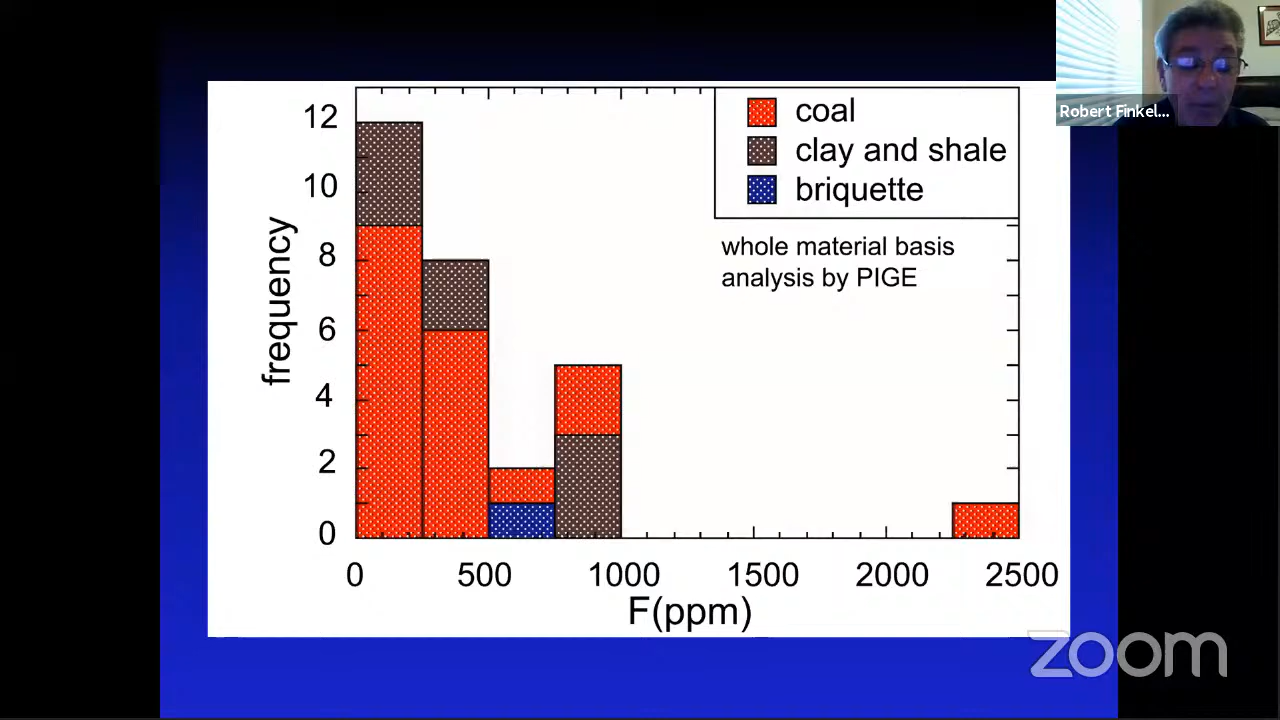 12
10
8
6
4
2
0
frequency
coal
clay and shale
briquette
whole material basis
analysis by PIGE
0 500 1000 1500 2000 2500
F(ppm)
Robert Finkel...
zoom